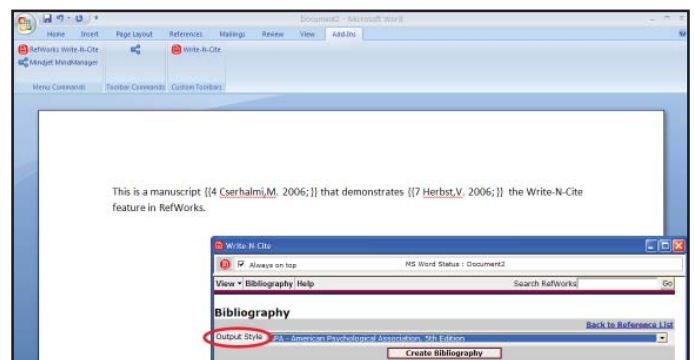 Document2 - Microsoft Word
Home Insert Page Layout References Mailings Review View Add-Ins
RefWorks Write-N-Cite Write-N-Cite
Mindjet MindManager
Menu Commands Toolbar Commands Custom Toolbars
This is a manuscript {{4 Cserhalmi,M. 2006; }} that demonstrates {{7 Herbst,V. 2006; }} the Write-N-Cite
feature in RefWorks.
Write-N-Cite
Always on top MS Word Status : Document2
View Bibliography Help Search RefWorks Go
Bibliography
Back to Reference List
Output Style APA - American Psychological Association, 5th Edition
Create Bibliography